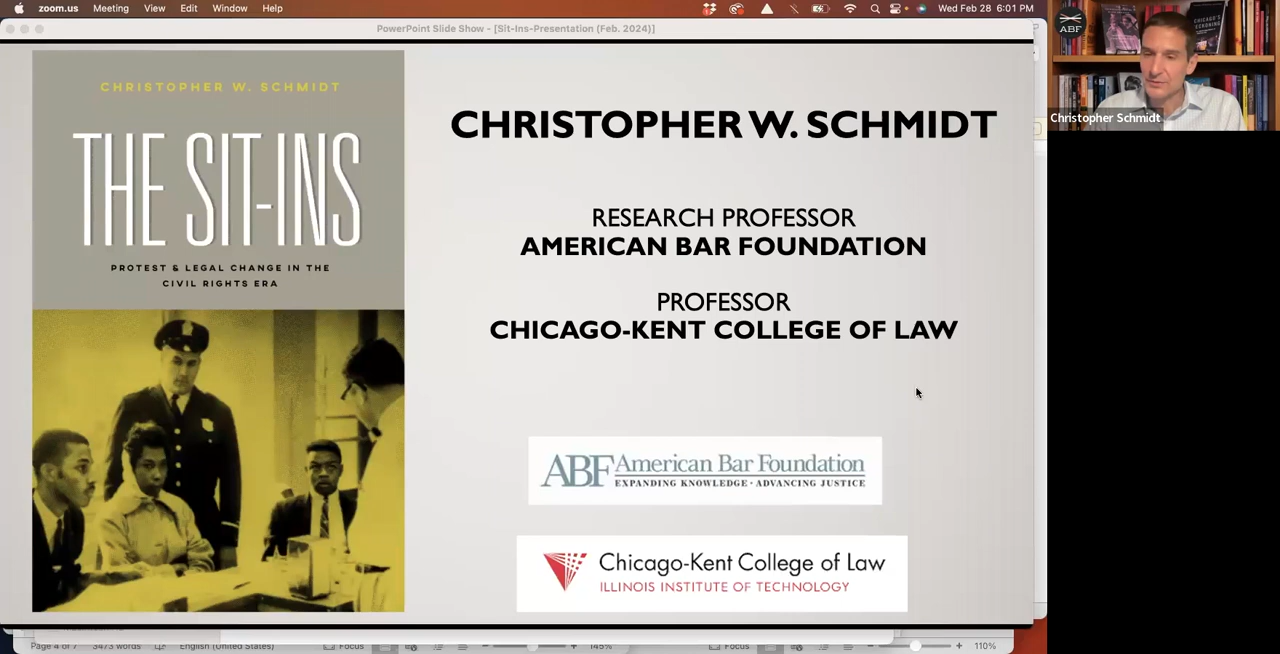 zoom.us Meeting View Edit Window Help Wed Feb 28 6:01 PM
PowerPoint Slide Show - [Sit-Ins-Presentation (Feb. 2024)]
CHRISTOPHER W. SCHMIDT
THE SIT-INS
PROTEST & LEGAL CHANGE IN THE
CIVIL RIGHTS ERA
CHRISTOPHER W. SCHMIDT
RESEARCH PROFESSOR
AMERICAN BAR FOUNDATION
PROFESSOR
CHICAGO-KENT COLLEGE OF LAW
ABF American Bar Foundation
EXPANDING KNOWLEDGE · ADVANCING JUSTICE
Chicago-Kent College of Law
ILLINOIS INSTITUTE OF TECHNOLOGY
ABF
CHICAGO'S
RECKONING
Christopher Schmidt
Page 4 of 7 3473 words English (United States) Focus 145% Focus 110%